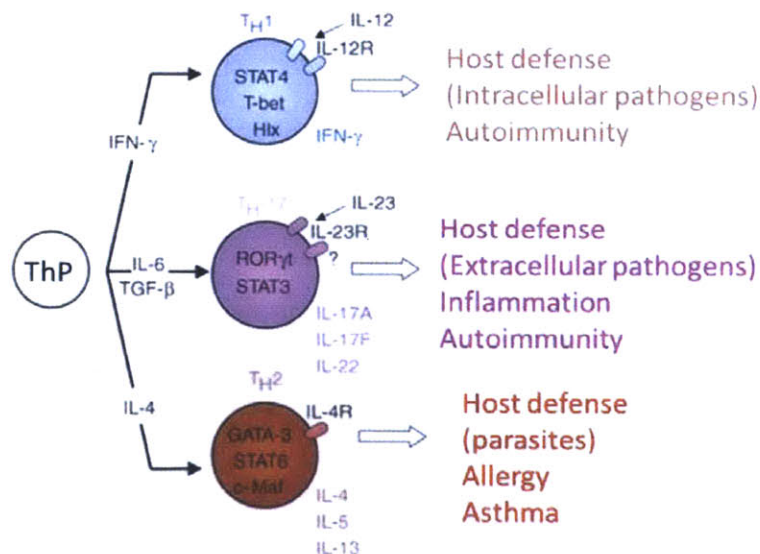 TH1
IL-12
IL-12R
STAT4
T-bet
Hlx
IFN-γ
Host defense
(Intracellular pathogens)
Autoimmunity
IFN-γ
ThP
IL-6
TGF-β
TH17
IL-23
IL-23R
?
RORγt
STAT3
IL-17A
IL-17F
IL-22
Host defense
(Extracellular pathogens)
Inflammation
Autoimmunity
IL-4
TH2
IL-4R
GATA-3
STAT6
c-Maf
IL-4
IL-5
IL-13
Host defense
(parasites)
Allergy
Asthma